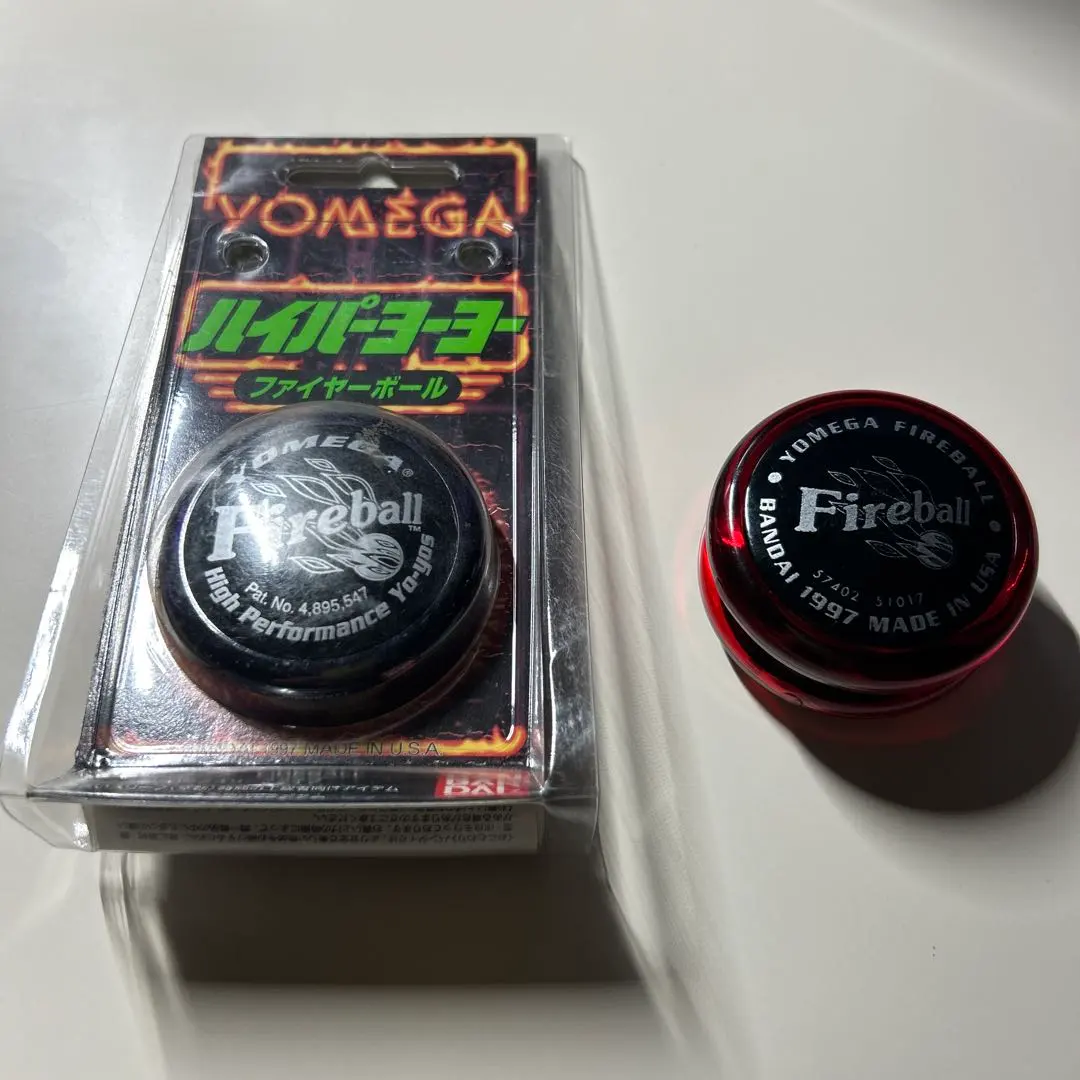 YOMEGA
ハイパーヨーヨー
ファイヤーボール
YOMEGA®
Fireball™
Pat. No. 4,895,547
High Performance Yo-yos
1997 MADE IN U.S.A.
YOMEGA FIREBALL
Fireball
57402 51017
BANDAI 1997 MADE IN USA